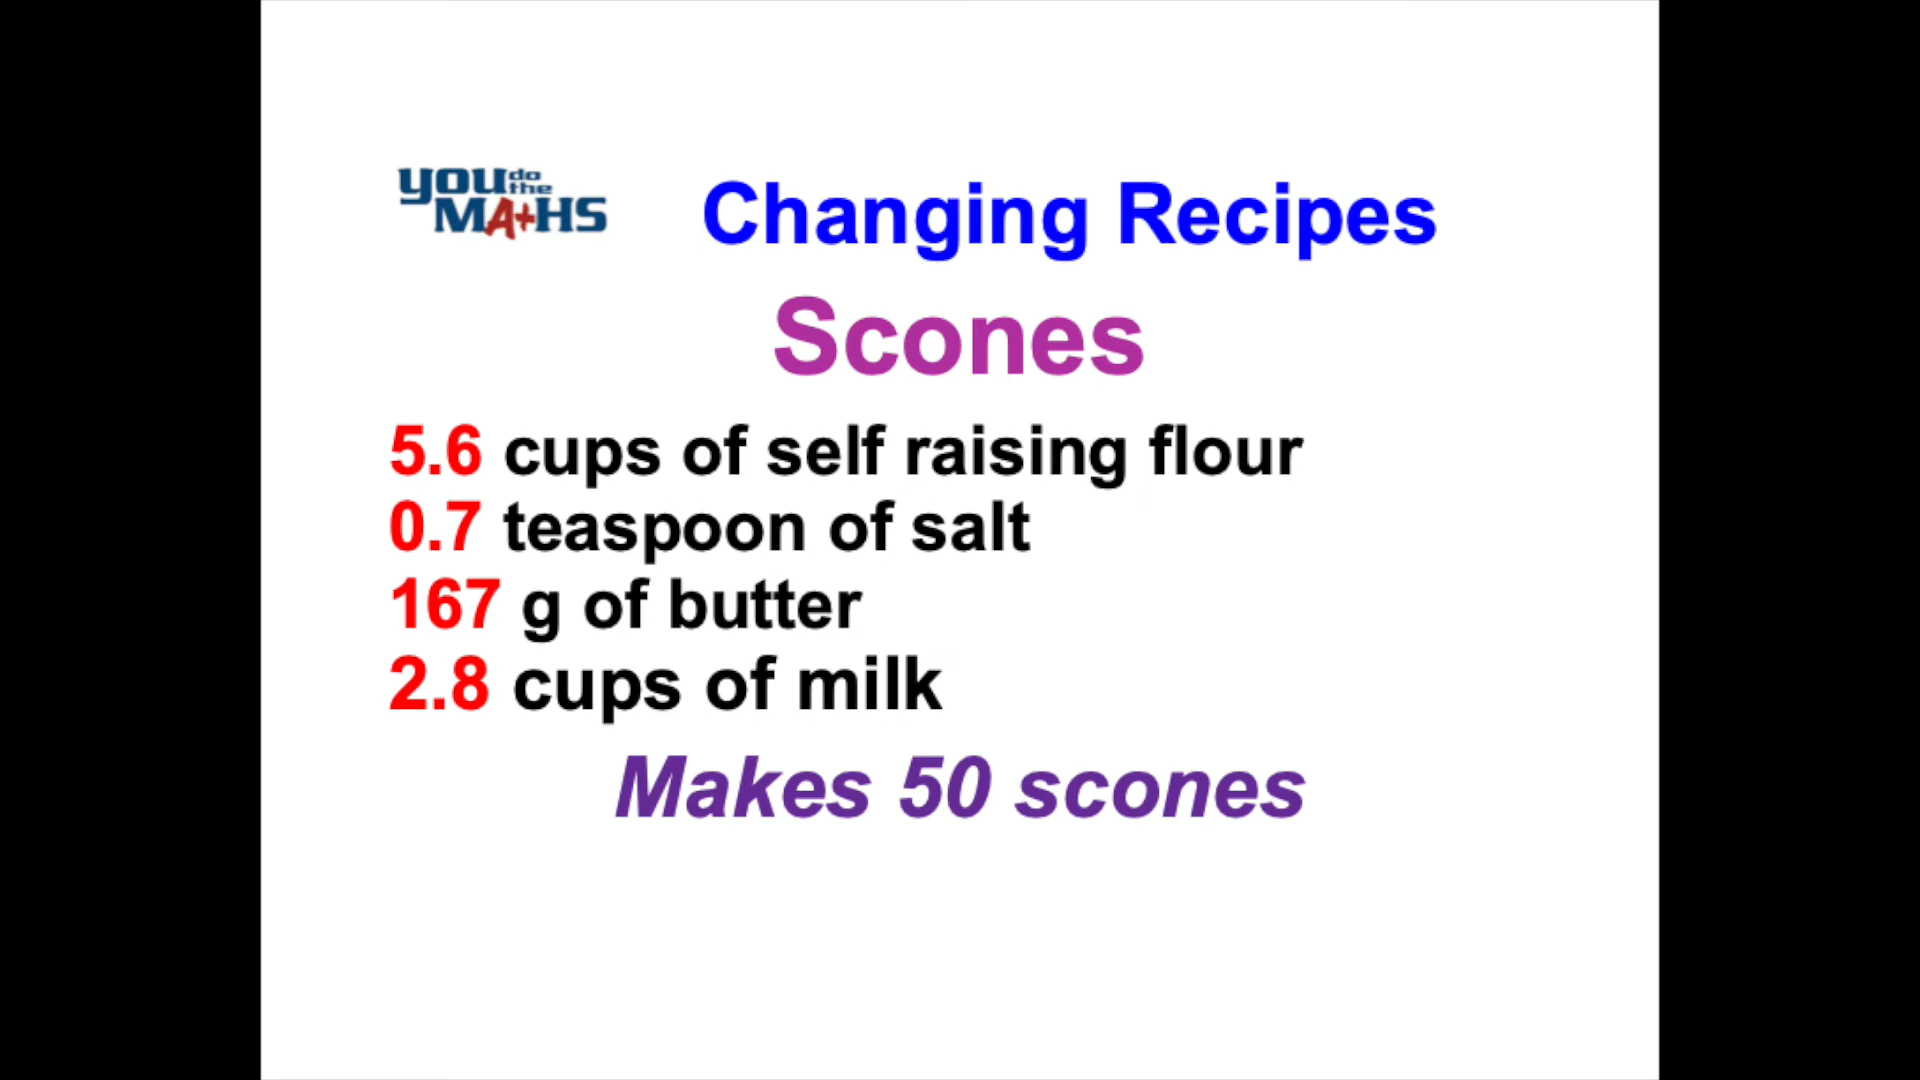 you do the MATHS
Changing Recipes
Scones
5.6 cups of self raising flour
0.7 teaspoon of salt
167 g of butter
2.8 cups of milk
Makes 50 scones